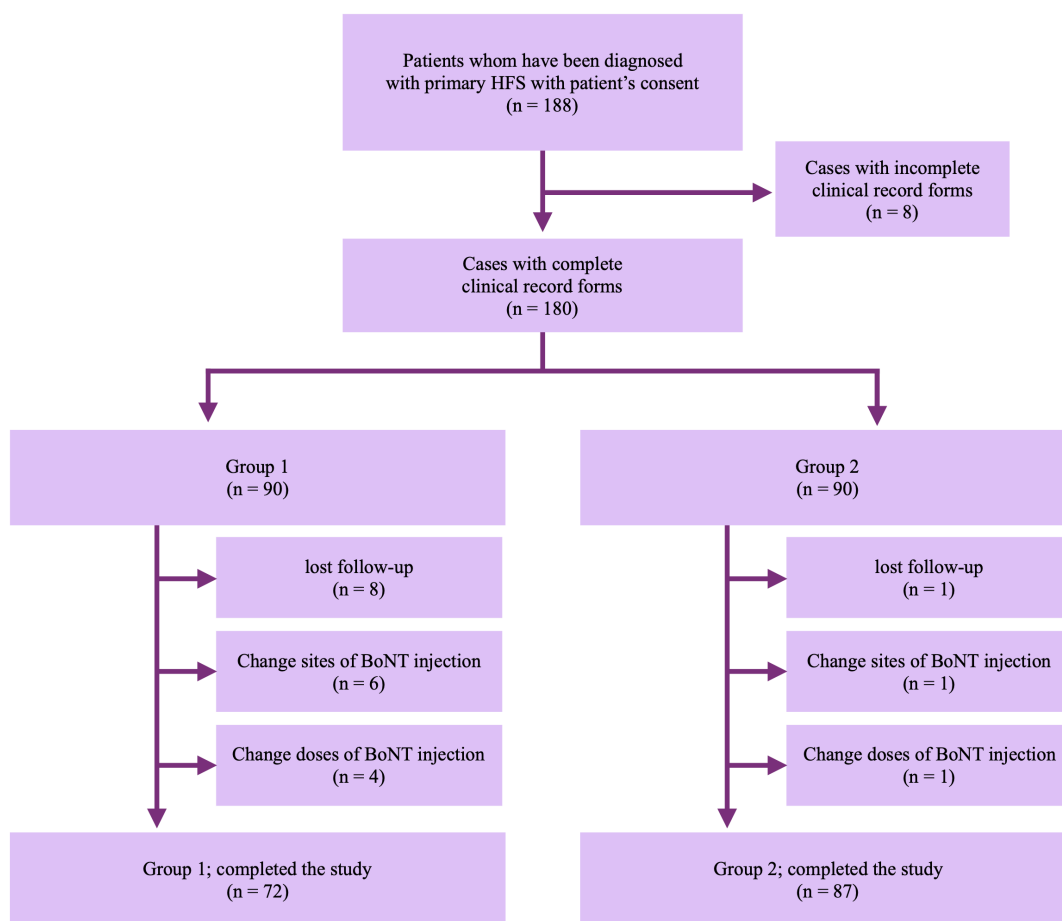 Patients whom have been diagnosed
with primary HFS with patient’s consent
(n = 188)
Cases with incomplete
clinical record forms
(n = 8)
Cases with complete
clinical record forms
(n = 180)
Group 1
(n = 90)
lost follow-up
(n = 8)
Change sites of BoNT injection
(n = 6)
Change doses of BoNT injection
(n = 4)
Group 1; completed the study
(n = 72)
Group 2
(n = 90)
lost follow-up
(n = 1)
Change sites of BoNT injection
(n = 1)
Change doses of BoNT injection
(n = 1)
Group 2; completed the study
(n = 87)